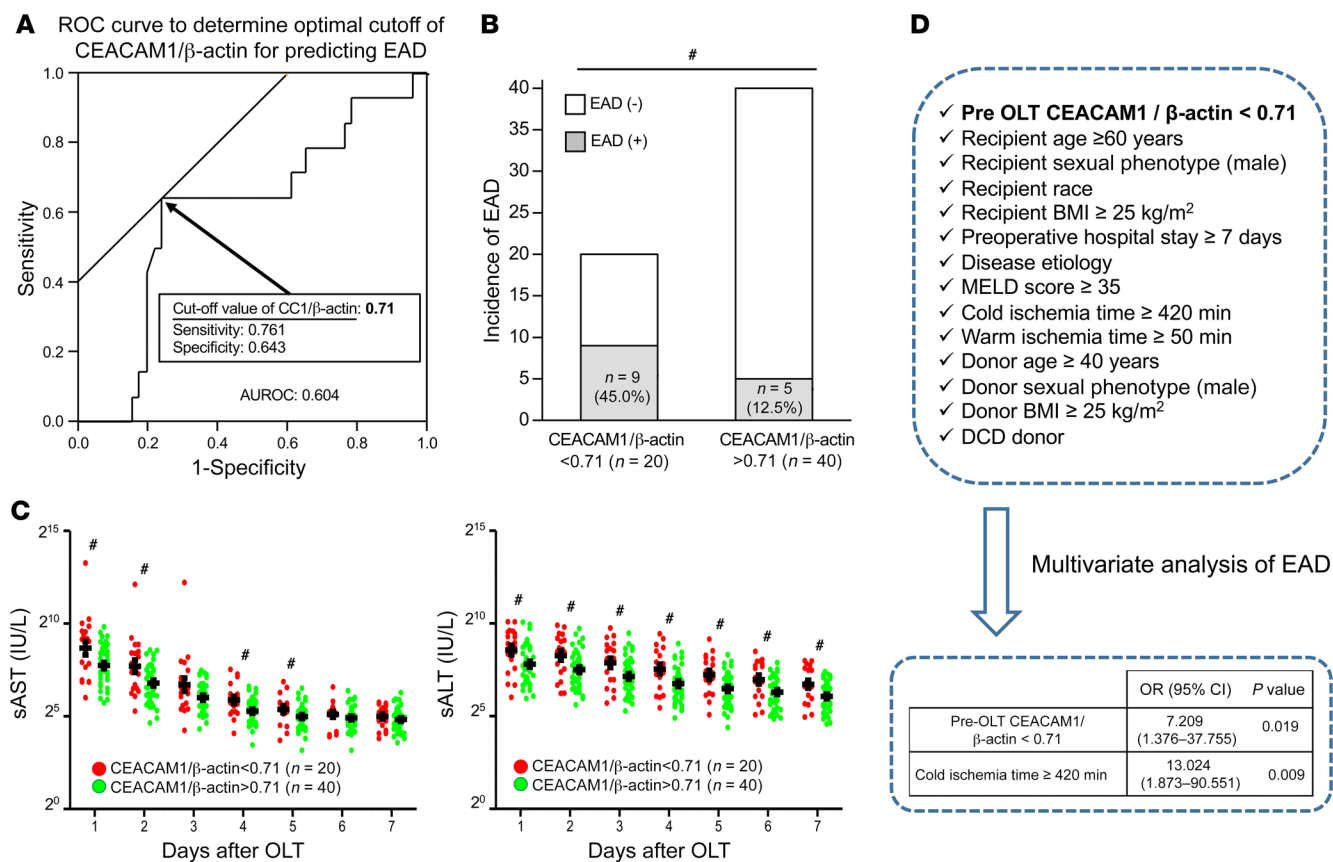 A
ROC curve to determine optimal cutoff of
CEACAM1/β-actin for predicting EAD
1.0
0.8
0.6
0.4
0.2
0.0
Sensitivity
Cut-off value of CC1/β-actin: 0.71
Sensitivity: 0.761
Specificity: 0.643
AUROC: 0.604
0.0 0.2 0.4 0.6 0.8 1.0
1-Specificity
B
#
Incidence of EAD
40
35
30
25
20
15
10
5
0
EAD (-)
EAD (+)
n = 9
(45.0%)
n = 5
(12.5%)
CEACAM1/β-actin
<0.71 (n = 20)
CEACAM1/β-actin
>0.71 (n = 40)
C
sAST (IU/L)
2¹⁵
2¹⁰
2⁵
2⁰
# # # #
CEACAM1/β-actin<0.71 (n = 20)
CEACAM1/β-actin>0.71 (n = 40)
1 2 3 4 5 6 7
Days after OLT
sALT (IU/L)
2¹⁵
2¹⁰
2⁵
2⁰
# # # # # # #
CEACAM1/β-actin<0.71 (n = 20)
CEACAM1/β-actin>0.71 (n = 40)
1 2 3 4 5 6 7
Days after OLT
D
✓ Pre OLT CEACAM1 / β-actin < 0.71
✓ Recipient age ≥60 years
✓ Recipient sexual phenotype (male)
✓ Recipient race
✓ Recipient BMI ≥ 25 kg/m²
✓ Preoperative hospital stay ≥ 7 days
✓ Disease etiology
✓ MELD score ≥ 35
✓ Cold ischemia time ≥ 420 min
✓ Warm ischemia time ≥ 50 min
✓ Donor age ≥ 40 years
✓ Donor sexual phenotype (male)
✓ Donor BMI ≥ 25 kg/m²
✓ DCD donor
Multivariate analysis of EAD
OR (95% CI) P value
Pre-OLT CEACAM1/
β-actin < 0.71
7.209
(1.376–37.755)
0.019
Cold ischemia time ≥ 420 min
13.024
(1.873–90.551)
0.009